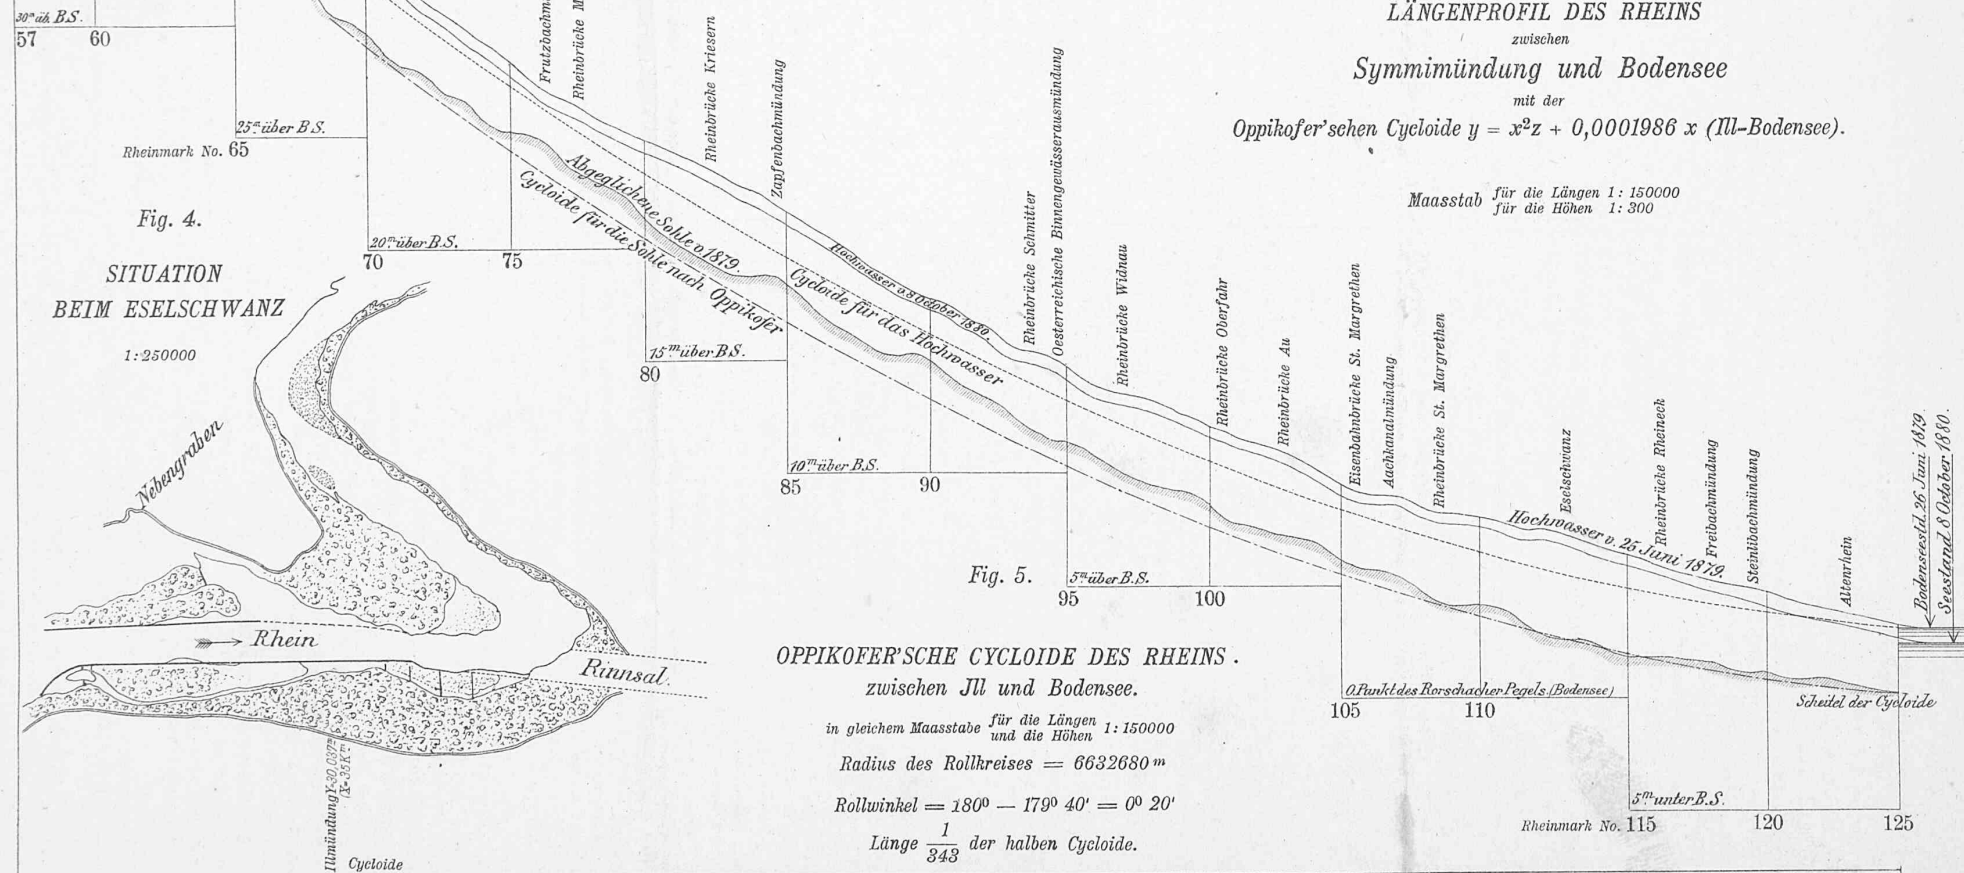 30ᵐ üb. B.S.
57
60
25ᵐ über B.S.
Rheinmark No. 65
20ᵐ über B.S.
70
75
15ᵐ über B.S.
80
10ᵐ über B.S.
85
90
5ᵐ über B.S.
95
100
0.Punkt des Rorschacher Pegels.(Bodensee)
105
110
5ᵐ unter B.S.
Rheinmark No. 115
120
125
Rheinbrücke Kriesern
Zapfenbachmündung
Rheinbrücke Schmitter
Oesterreichische Binnengewässerausmündung
Rheinbrücke Widnau
Rheinbrücke Oberfahr
Rheinbrücke Au
Eisenbahnbrücke St. Margrethen
Aachkanalmündung
Rheinbrücke St. Margrethen
Eselschwanz
Rheinbrücke Rheineck
Freibachmündung
Steinlibachmündung
Altenrhein
Bodenseestd. 26 Juni 1879.
Seestand 8 October 1880.
Abgeglichene Sohle v. 1879.
Cycloide für die Sohle nach Oppikofer
Hochwasser v. 8 October 1880.
Cycloide für das Hochwasser
Hochwasser v. 25 Juni 1879.
Scheitel der Cycloide
LÄNGENPROFIL DES RHEINS
zwischen
Symmimündung und Bodensee
mit der
Oppikofer'schen Cycloide y = x²z + 0,0001986 x (Ill-Bodensee).
Maasstab für die Längen 1 : 150000
für die Höhen 1 : 300
Fig. 4.
SITUATION
BEIM ESELSCHWANZ
1:250000
Nebengraben
Rhein
Rinnsal.
Fig. 5.
OPPIKOFER'SCHE CYCLOIDE DES RHEINS.
zwischen Jll und Bodensee.
in gleichem Maasstabe für die Längen
und die Höhen 1 : 150000
Radius des Rollkreises = 6632680 m
Rollwinkel = 180⁰ — 179⁰ 40' = 0⁰ 20'
Länge 1/343 der halben Cycloide.
Illmündung
Cycloide